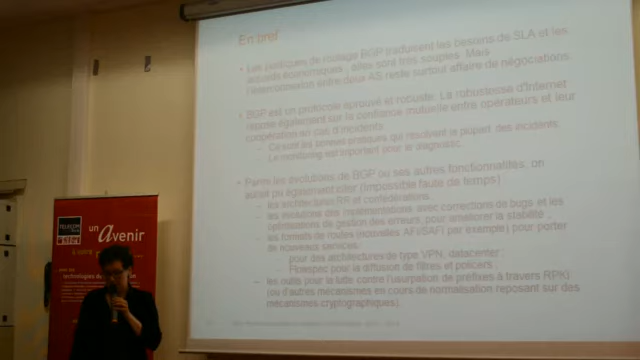 En bref
• Les politiques de routage BGP traduisent les besoins de SLA et les
accords économiques ; elles sont très souples. Mais
l'interconnexion entre deux AS reste surtout affaire de négociations.
• BGP est un protocole éprouvé et robuste. La robustesse d'Internet
repose également sur la confiance mutuelle entre opérateurs et leur
coopération en cas d'incidents.
– Ce sont les bonnes pratiques qui résolvent la plupart des incidents.
Le monitoring est important pour le diagnostic.
• Parmi les évolutions de BGP ou ses autres fonctionnalités, on
aurait pu également citer (impossible faute de temps) :
– les architectures RR et confédérations,
– les évolutions des implémentations avec corrections de bugs et les
optimisations de gestion des erreurs, pour améliorer la stabilité ,
– les formats de routes (nouvelles AFI/SAFI par exemple) pour porter
de nouveaux services:
pour des architectures de type VPN, datacenter ;
– Flowspec pour la diffusion de filtres et policers ,
– les outils pour la lutte contre l'usurpation de préfixes à travers RPKI
(ou d'autres mécanismes en cours de normalisation reposant sur des
mécanismes cryptographiques).
TELECOM
un avenir
technologies